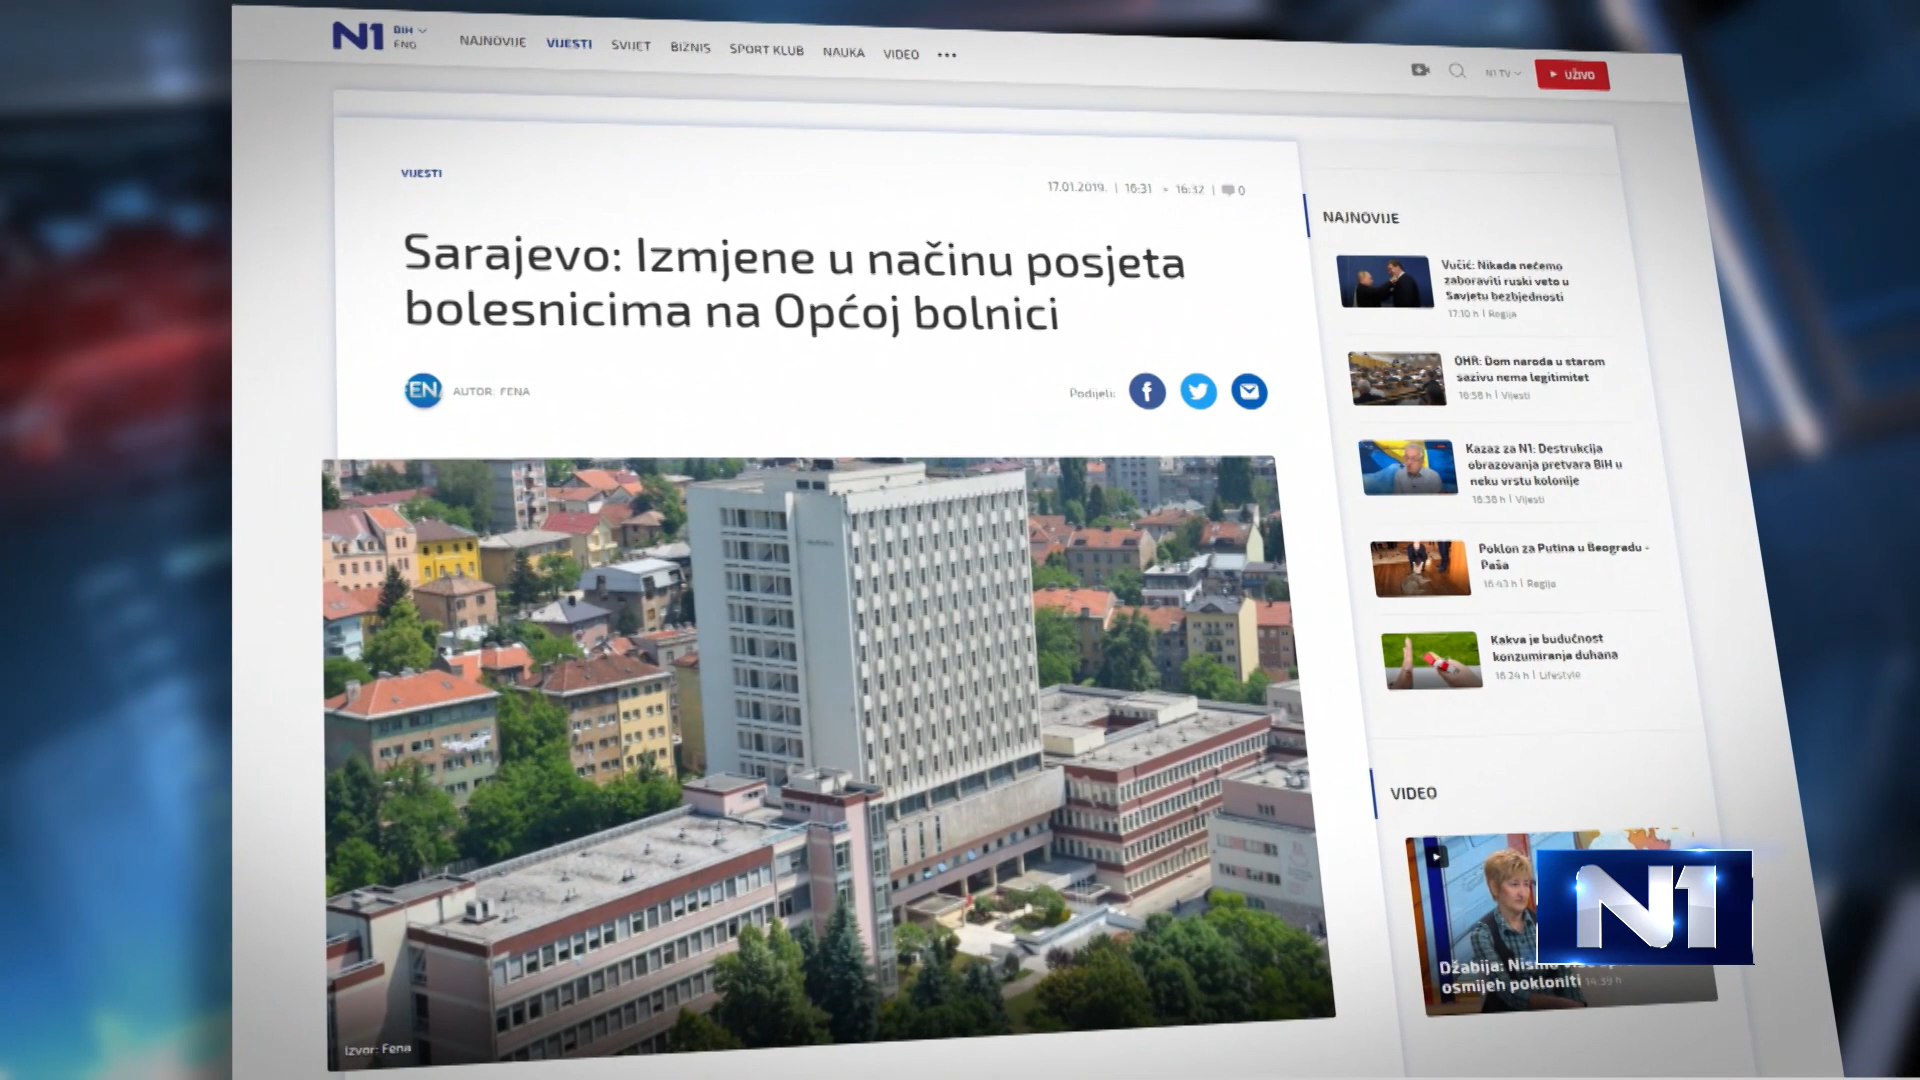 N1 BIH
ENG
NAJNOVIJE VIJESTI SVIJET BIZNIS SPORT KLUB NAUKA VIDEO •••
N1 TV
UŽIVO
VIJESTI
17.01.2019. | 16:31 » 16:32 | 0
Sarajevo: Izmjene u načinu posjeta
bolesnicima na Općoj bolnici
FENA
AUTOR: FENA
Podijeli:
Izvor: Fena
NAJNOVIJE
Vučić: Nikada nećemo
zaboraviti ruski veto u
Savjetu bezbjednosti
17:10 h | Regija
OHR: Dom naroda u starom
sazivu nema legitimitet
16:58 h | Vijesti
Kazaz za N1: Destrukcija
obrazovanja pretvara BIH u
neku vrstu kolonije
16:38 h | Vijesti
Poklon za Putina u Beogradu -
Paša
16:43 h | Regija
Kakva je budućnost
konzumiranja duhana
16:24 h | Lifestyle
VIDEO
Džabija:
osmijeh pokloniti 14:39 h
N1